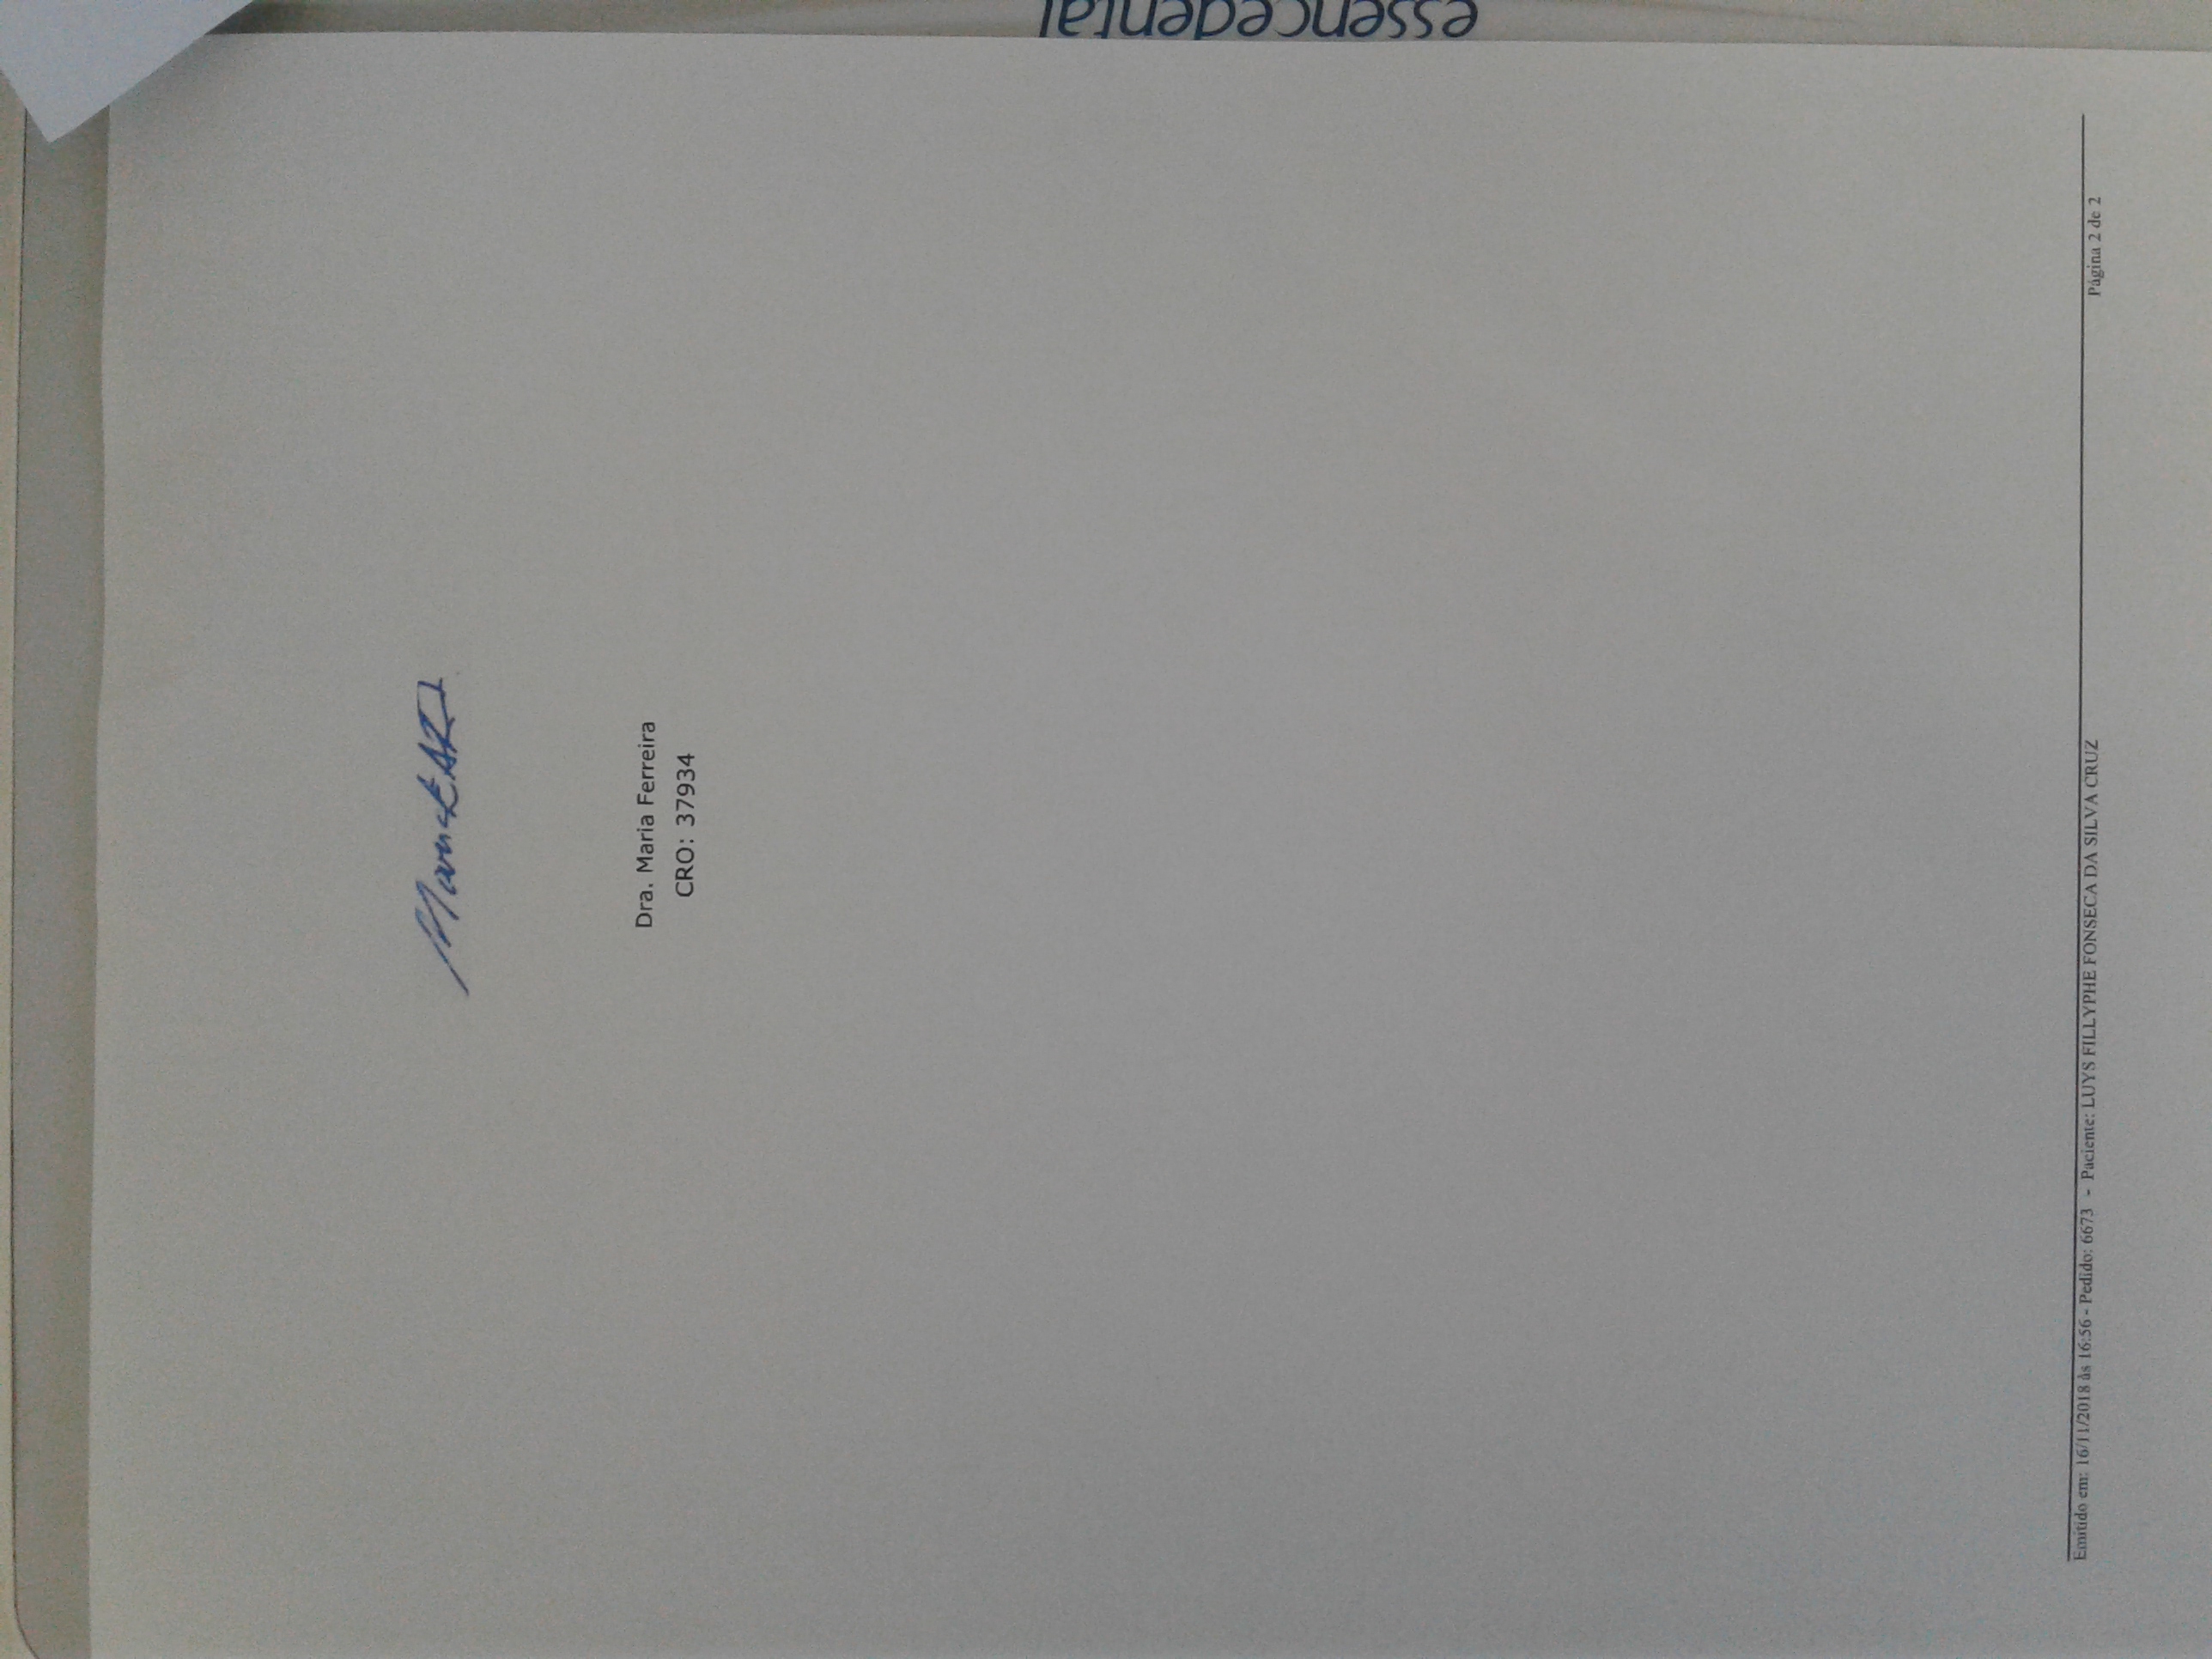 essencedental
Dra. Maria Ferreira
CRO: 37934
Emitido em: 16/11/2018 às 16:56 - Pedido: 6673 - Paciente: LUYS FILLYPHE FONSECA DA SILVA CRUZ
Página 2 de 2